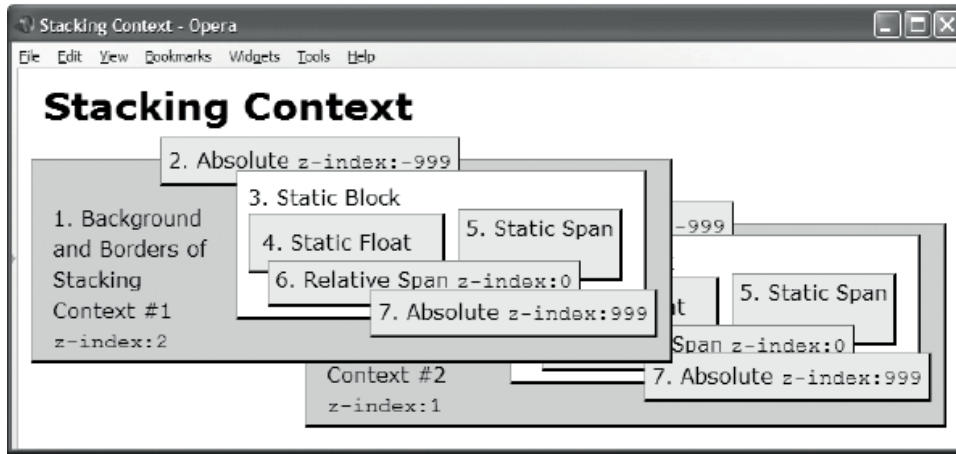 Stacking Context - Opera
File Edit View Bookmarks Widgets Tools Help
Stacking Context
2. Absolute z-index:-999
3. Static Block
1. Background
and Borders of
Stacking
Context #1
z-index:2
4. Static Float
5. Static Span
6. Relative Span z-index:0
7. Absolute z-index:999
-999
5. Static Span
Span z-index:0
7. Absolute z-index:999
Context #2
z-index:1